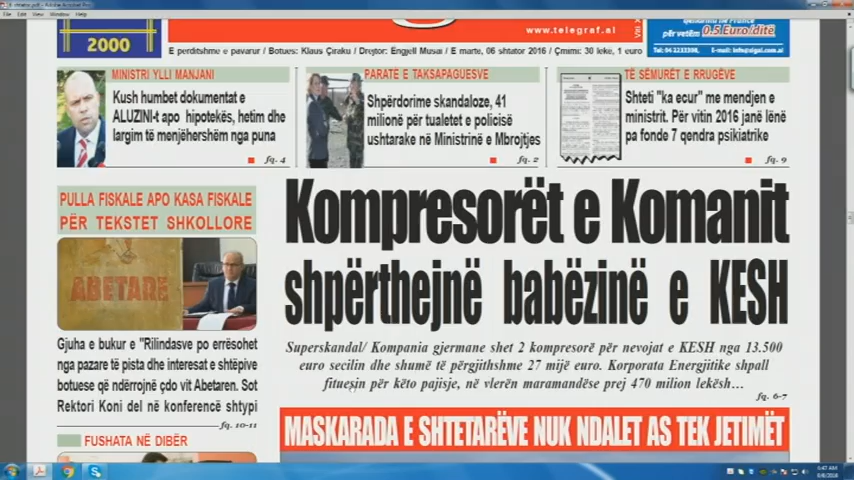 2000
www.telegraf.al
për vetëm 0.5 Euro/ditë
E perditshme e pavarur / Botues: Klaus Çiraku / Drejtor: Engjell Musai / E marte, 06 shtator 2016 / Çmims: 30 leke, 1 euro
MINISTRI YLLI MANJANI
Kush humbet dokumentat e
ALUZINI-t apo hipotekës, hetim dhe
largim të menjëhershëm nga puna
fq. 4
PARATË E TAKSAPAGUESVE
Shpërdorime skandaloze, 41
milionë për tualetet e policisë
ushtarake në Ministrinë e Mbrojtjes
fq. 2
TË SËMURËT E RRUGËVE
Shteti "ka ecur" me mendjen e
ministrit. Për vitin 2016 janë lënë
pa fonde 7 qendra psikiatrike
fq. 9
PULLA FISKALE APO KASA FISKALE
PËR TEKSTET SHKOLLORE
ABETARE
Gjuha e bukur e "Rilindasve po errësohet
nga pazare të pista dhe interesat e shtëpive
botuese që ndërrojnë çdo vit Abetaren. Sot
Rektori Koni del në konferencë shtypi
fq. 10-11
FUSHATA NË DIBËR
Kompresorët e Komanit
shpërthejnë babëzinë e KESH
Superskandal/ Kompania gjermane shet 2 kompresorë për nevojat e KESH nga 13.500
euro secilin dhe shumë të përgjithshme 27 mijë euro. Korporata Energjitike shpall
fituesin për këto pajisje, në vlerën maramandëse prej 470 milion lekësh...
fq. 6-7
MASKARADA E SHTETARËVE NUK NDALET AS TEK JETIMËT